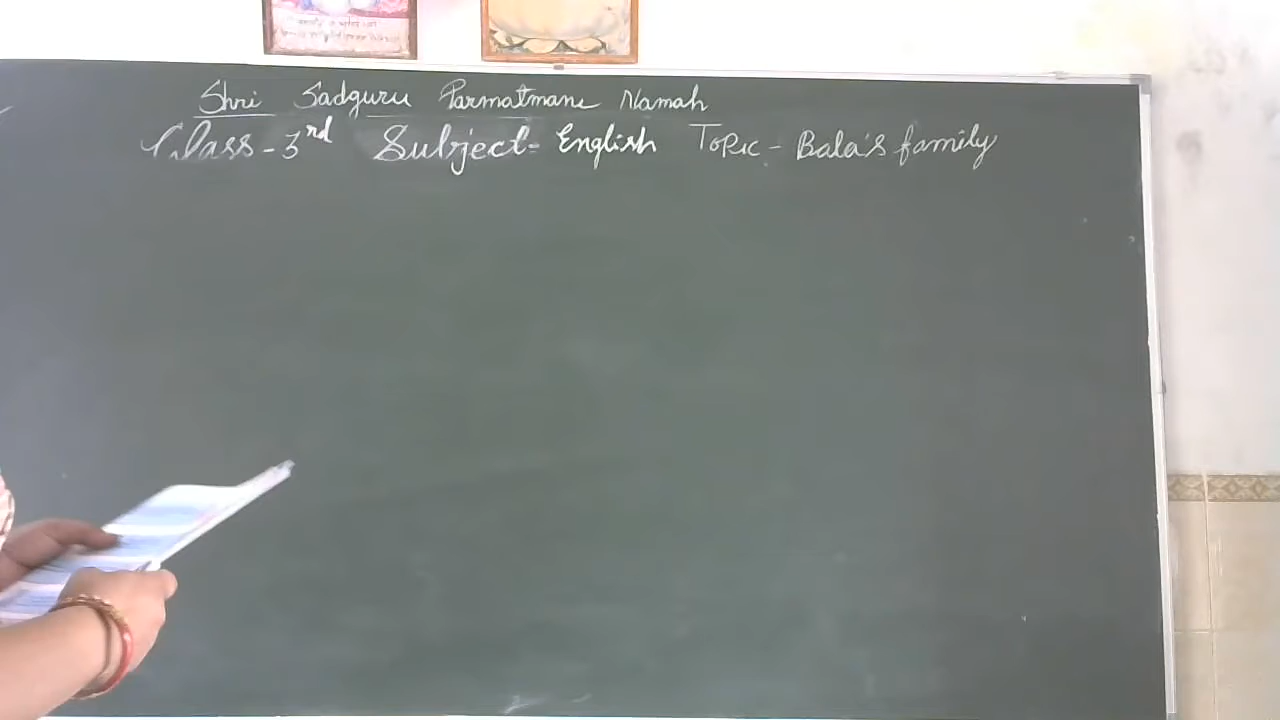 Shri Sadguru Parmatmane Namah
Class - 3rd Subject - English Topic - Bala's family